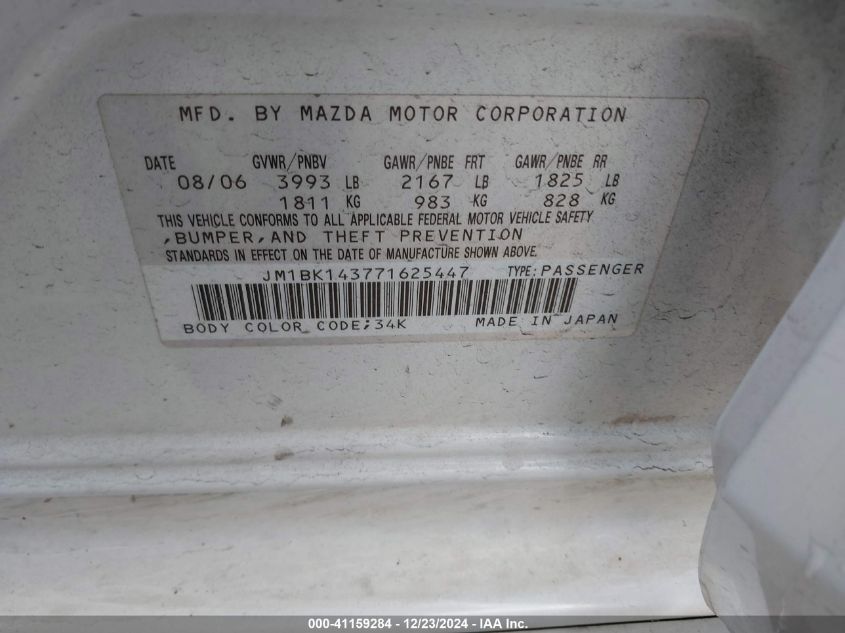 MFD. BY MAZDA MOTOR CORPORATION
DATE GVWR/PNBV GAWR/PNBE FRT GAWR/PNBE RR
08/06 3993 LB 2167 LB 1825 LB
1811 KG 983 KG 828 KG
THIS VEHICLE CONFORMS TO ALL APPLICABLE FEDERAL MOTOR VEHICLE SAFETY
,BUMPER,AND THEFT PREVENTION
STANDARDS IN EFFECT ON THE DATE OF MANUFACTURE SHOWN ABOVE.
JM1BK143771625447 TYPE:PASSENGER
BODY COLOR CODE:34K MADE IN JAPAN
000-41159284 - 12/23/2024 - IAA Inc.